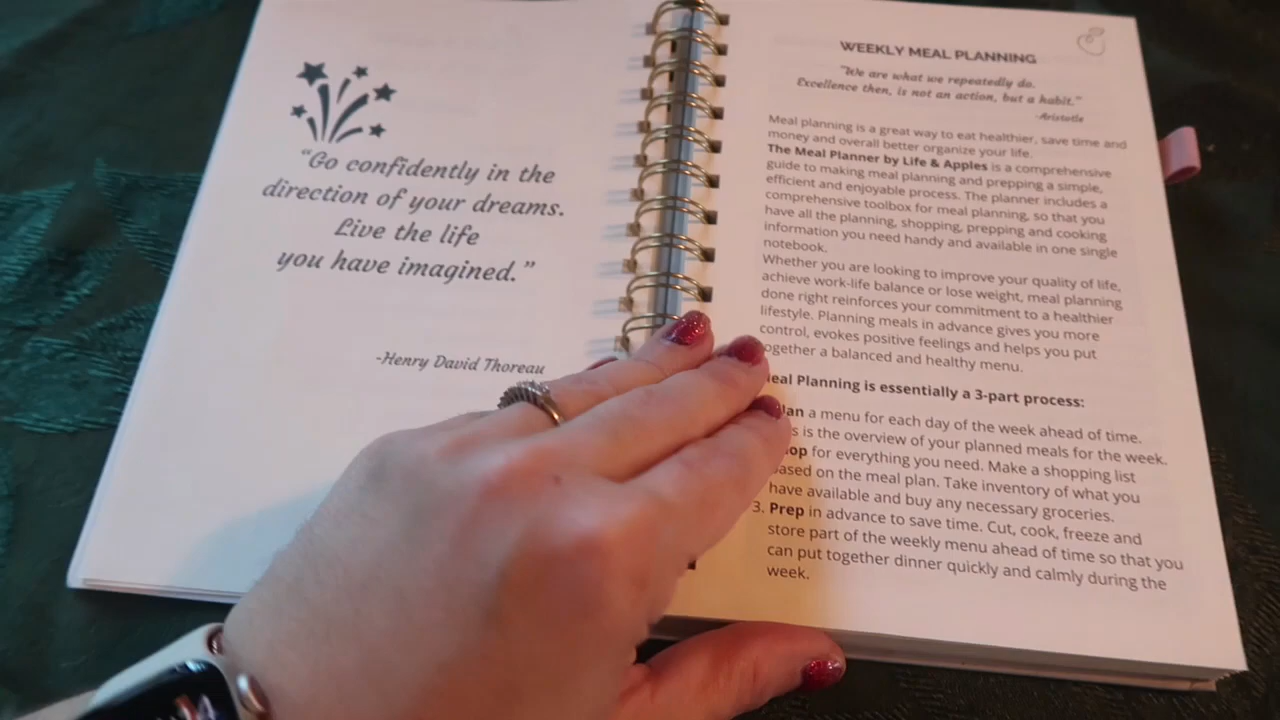 “Go confidently in the
direction of your dreams.
Live the life
you have imagined.”
-Henry David Thoreau
WEEKLY MEAL PLANNING
"We are what we repeatedly do.
Excellence then, is not an action, but a habit."
-Aristotle
Meal planning is a great way to eat healthier, save time and
money and overall better organize your life.
The Meal Planner by Life & Apples is a comprehensive
guide to making meal planning and prepping a simple,
efficient and enjoyable process. The planner includes a
comprehensive toolbox for meal planning, so that you
have all the planning, shopping, prepping and cooking
information you need handy and available in one single
notebook.
Whether you are looking to improve your quality of life,
achieve work-life balance or lose weight, meal planning
done right reinforces your commitment to a healthier
lifestyle. Planning meals in advance gives you more
control, evokes positive feelings and helps you put
ogether a balanced and healthy menu.
eal Planning is essentially a 3-part process:
lan a menu for each day of the week ahead of time.
s is the overview of your planned meals for the week.
op for everything you need. Make a shopping list
based on the meal plan. Take inventory of what you
have available and buy any necessary groceries.
3. Prep in advance to save time. Cut, cook, freeze and
store part of the weekly menu ahead of time so that you
can put together dinner quickly and calmly during the
week.